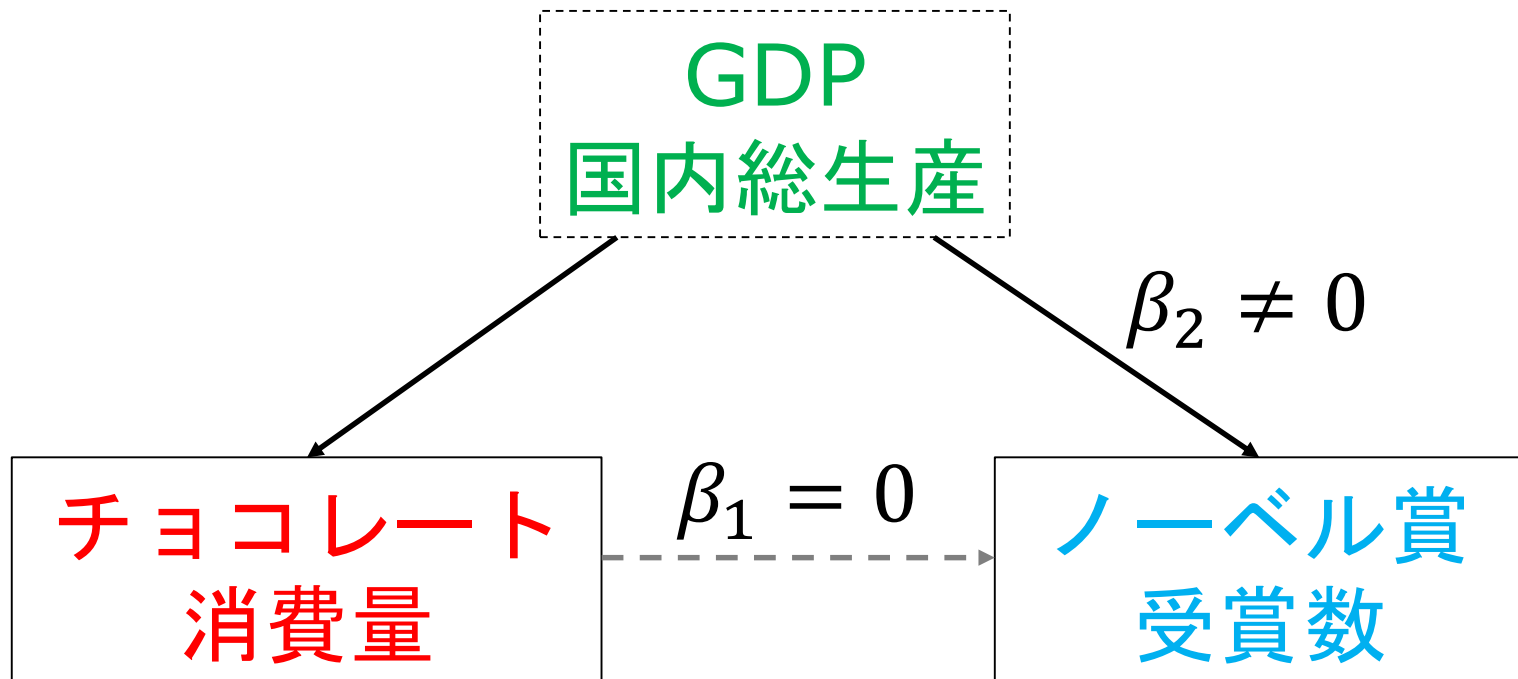 GDP
国内総生産
β₂ ≠ 0
β₁ = 0
チョコレート
消費量
ノーベル賞
受賞数